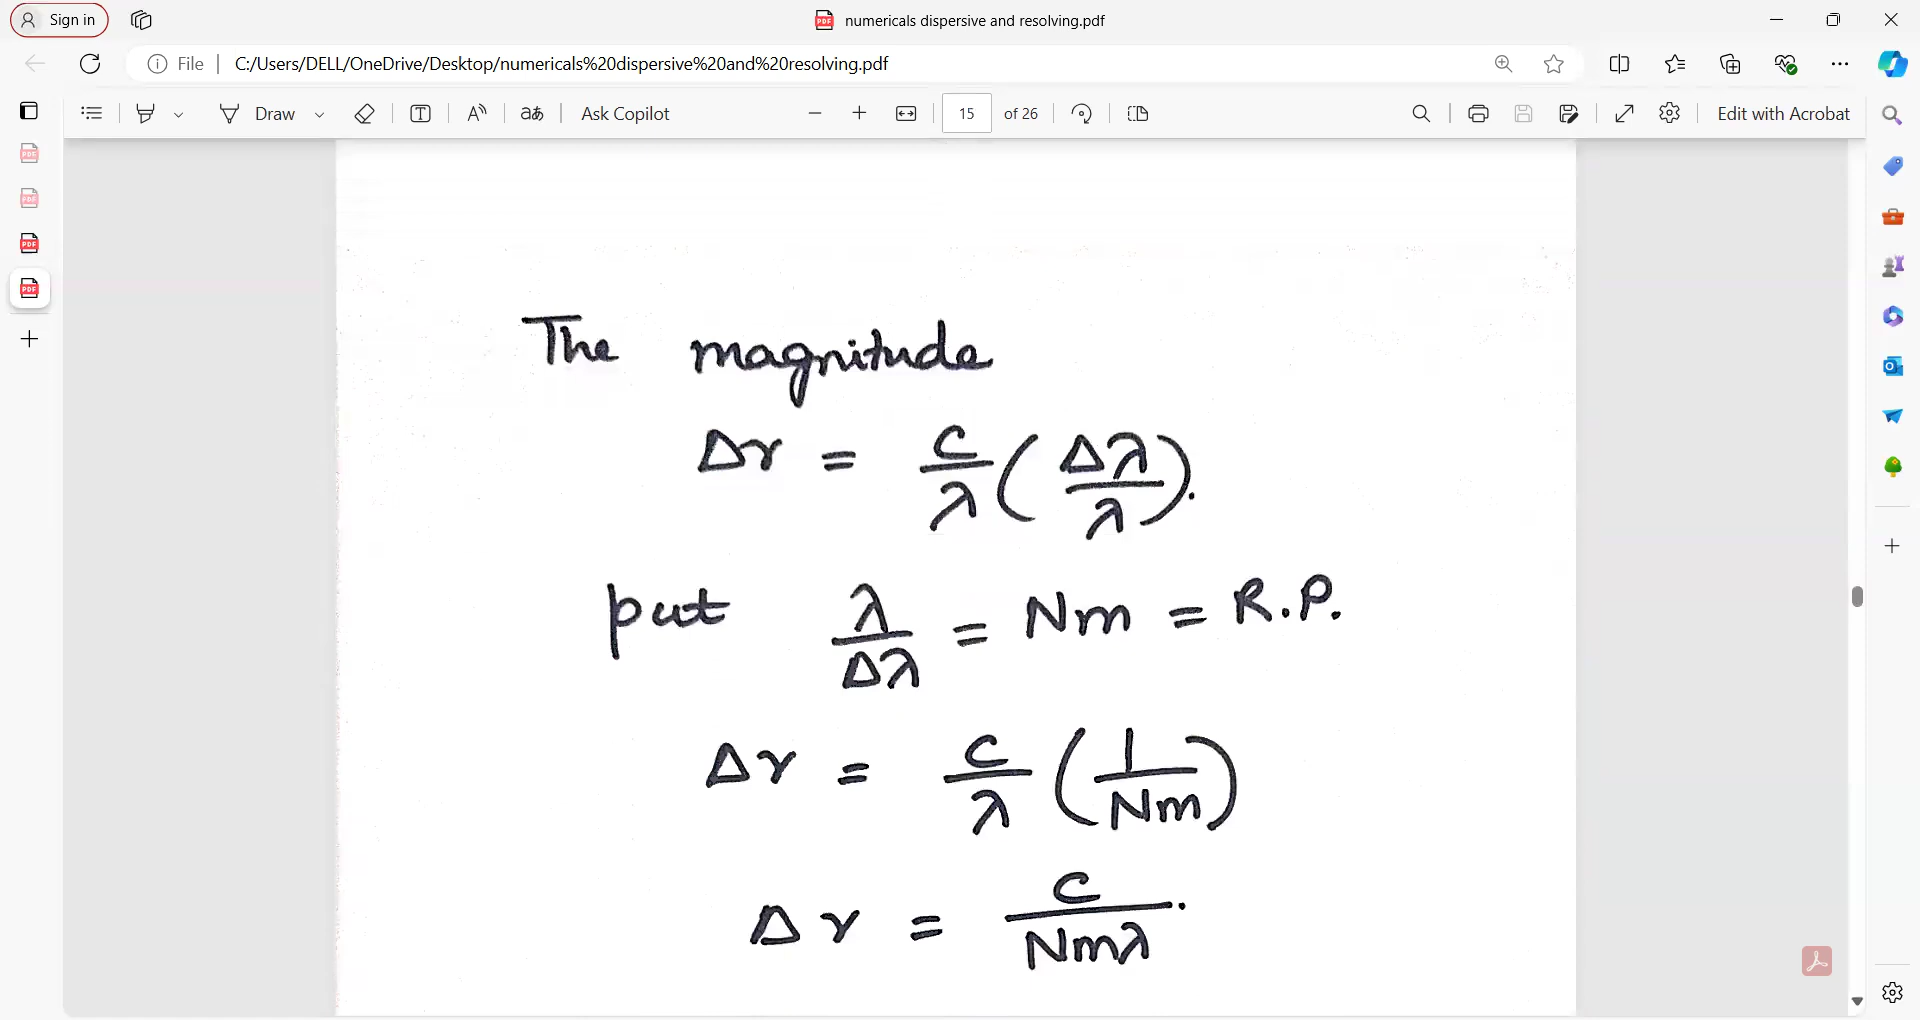 Sign in
numericals dispersive and resolving.pdf
File | C:/Users/DELL/OneDrive/Desktop/numericals%20dispersive%20and%20resolving.pdf
Draw
aあ
Ask Copilot
15 of 26
Edit with Acrobat
The magnitude
Δν = c/λ (Δλ/λ).
put λ/Δλ = Nm = R.P.
Δν = c/λ (1/Nm)
Δν = c/Nmλ.